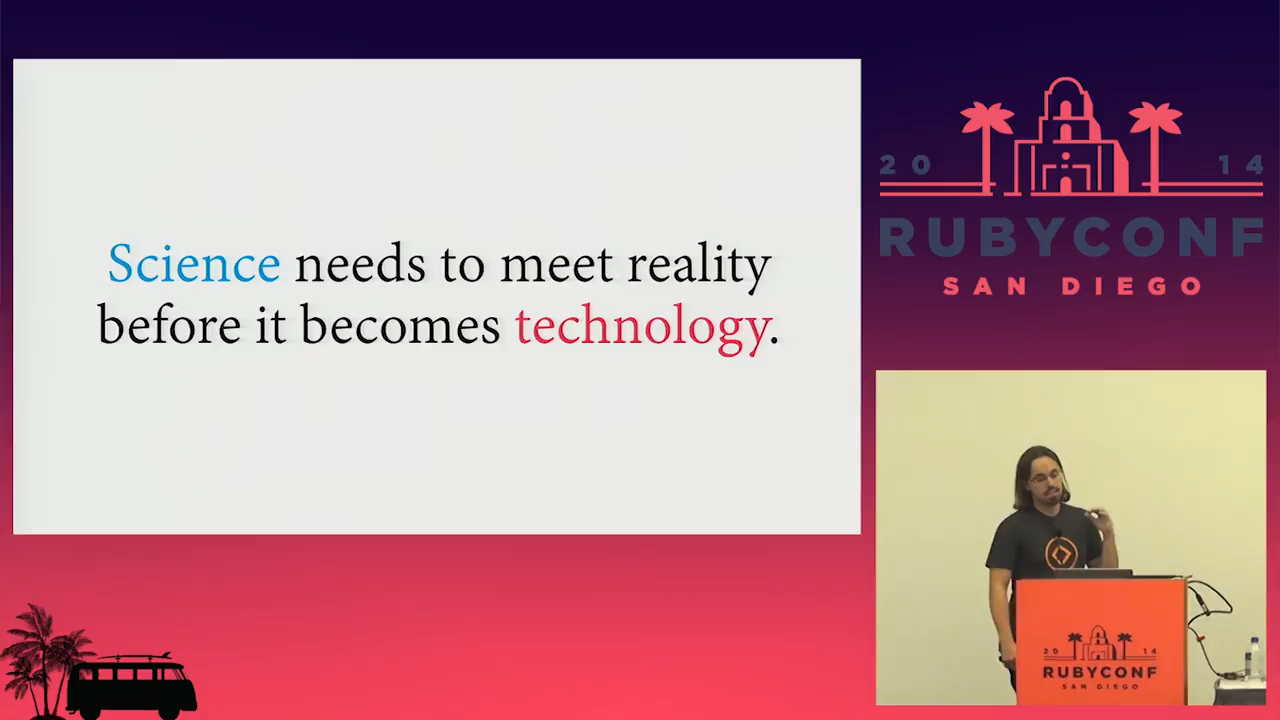 Science needs to meet reality
before it becomes technology.
20 14
RUBYCONF
SAN DIEGO
20 14
RUBYCONF
SAN DIEGO